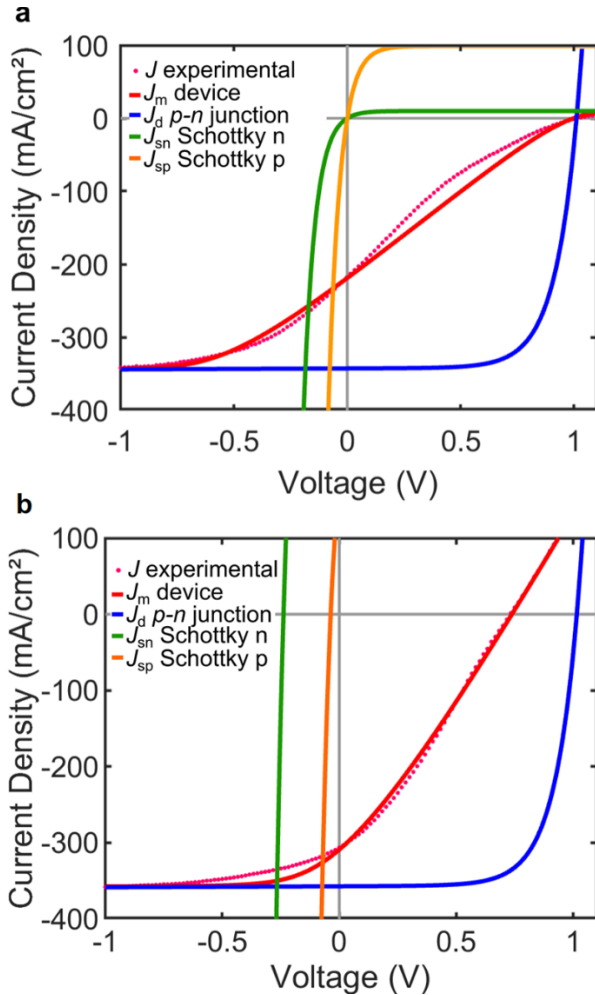 a
100
0
-100
-200
-300
-400
Current Density (mA/cm²)
J experimental
Jm device
Jd p-n junction
Jsn Schottky n
Jsp Schottky p
-1
-0.5
0
0.5
1
Voltage (V)
b
100
0
-100
-200
-300
-400
Current Density (mA/cm²)
J experimental
Jm device
Jd p-n junction
Jsn Schottky n
Jsp Schottky p
-1
-0.5
0
0.5
1
Voltage (V)